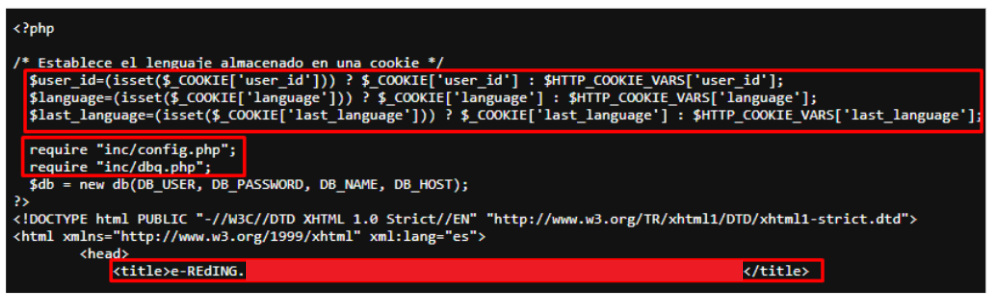 <?php
/* Establece el lenguaje almacenado en una cookie */
$user_id=(isset($_COOKIE['user_id'])) ? $_COOKIE['user_id'] : $HTTP_COOKIE_VARS['user_id'];
$language=(isset($_COOKIE['language'])) ? $_COOKIE['language'] : $HTTP_COOKIE_VARS['language'];
$last_language=(isset($_COOKIE['last_language'])) ? $_COOKIE['last_language'] : $HTTP_COOKIE_VARS['last_language'];
require "inc/config.php";
require "inc/dbq.php";
$db = new db(DB_USER, DB_PASSWORD, DB_NAME, DB_HOST);
?>
<!DOCTYPE html PUBLIC "-//W3C//DTD XHTML 1.0 Strict//EN" "http://www.w3.org/TR/xhtml1/DTD/xhtml1-strict.dtd">
<html xmlns="http://www.w3.org/1999/xhtml" xml:lang="es">
<head>
<title>e-REdING. </title>